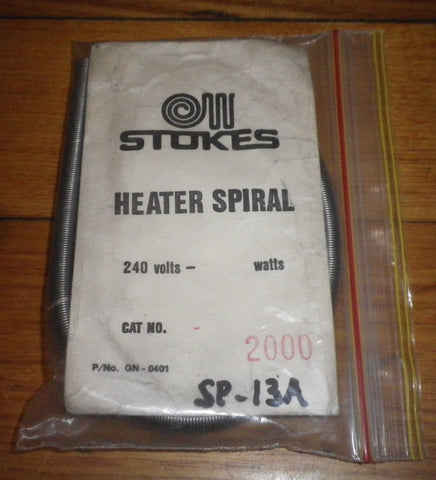 STOKES
HEATER SPIRAL
240 volts – watts
CAT NO. -
2000
P/No. GN - 0401
SP-13A